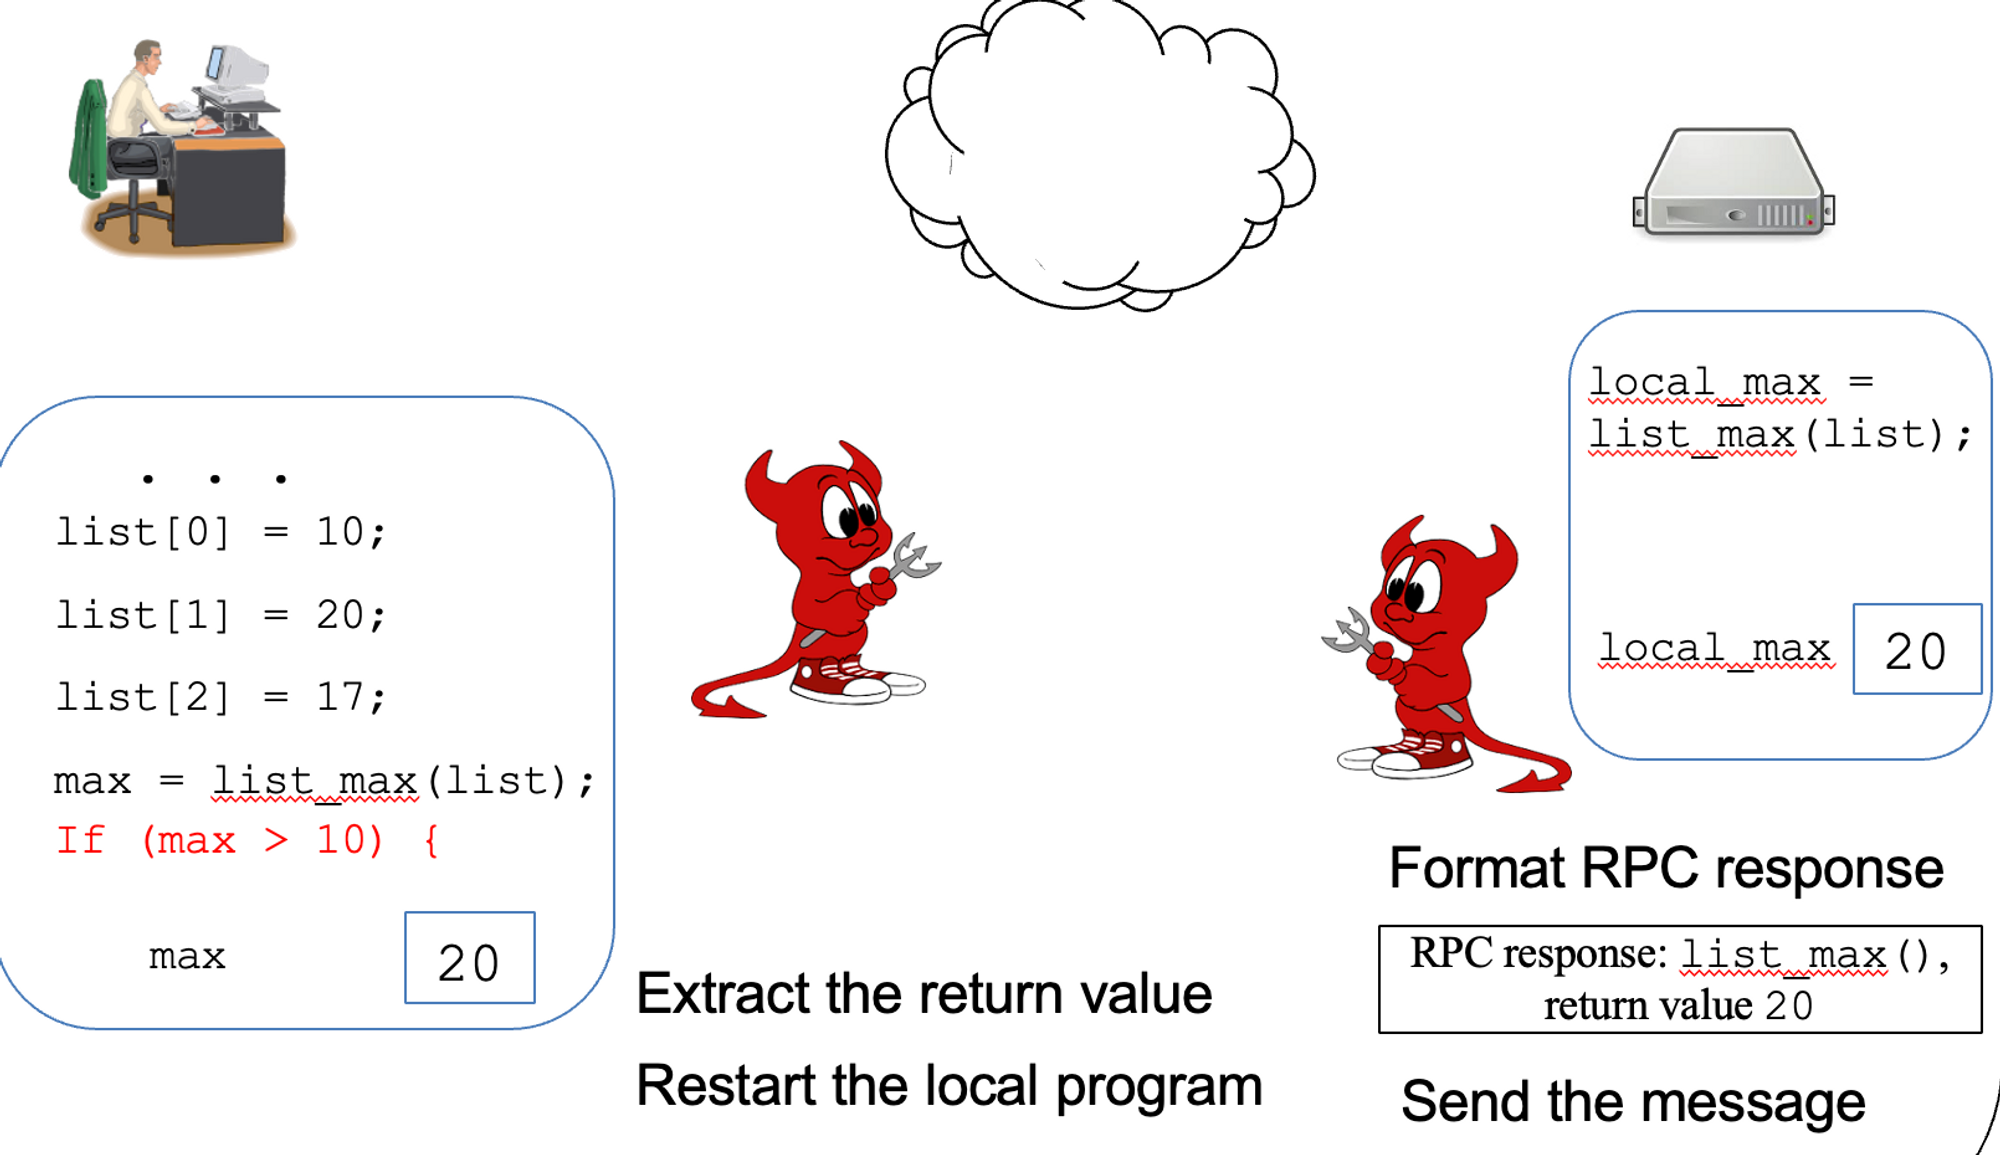 . . .
list[0] = 10;
list[1] = 20;
list[2] = 17;
max = list_max(list);
If (max > 10) {
max 20
Extract the return value
Restart the local program
local_max =
list_max(list);
local_max 20
Format RPC response
RPC response: list_max(),
return value 20
Send the message